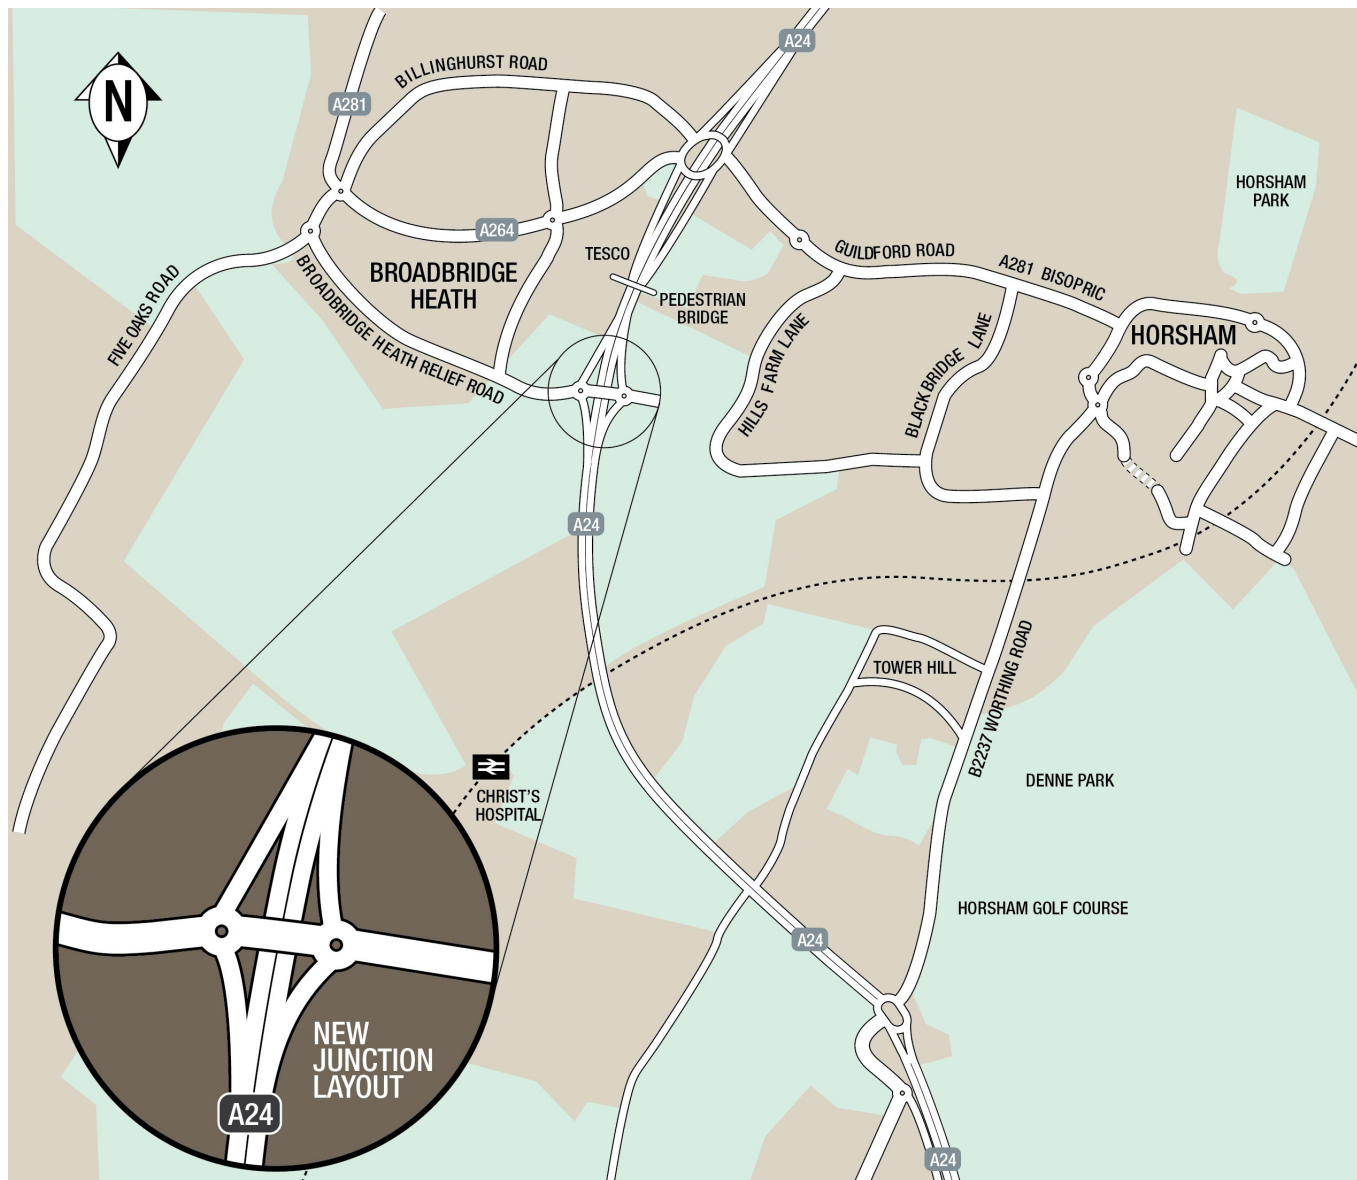 A24
BILLINGHURST ROAD
N
A281
HORSHAM
PARK
A264
TESCO
GUILDFORD ROAD
A281 BISOPRIC
BROADBRIDGE
HEATH
FIVE OAKS ROAD
BROADBRIDGE HEATH RELIEF ROAD
PEDESTRIAN
BRIDGE
HILLS FARM LANE
BLACKBRIDGE LANE
HORSHAM
A24
TOWER HILL
B2237 WORTHING ROAD
DENNE PARK
CHRIST'S
HOSPITAL
HORSHAM GOLF COURSE
A24
NEW
JUNCTION
LAYOUT
A24
A24